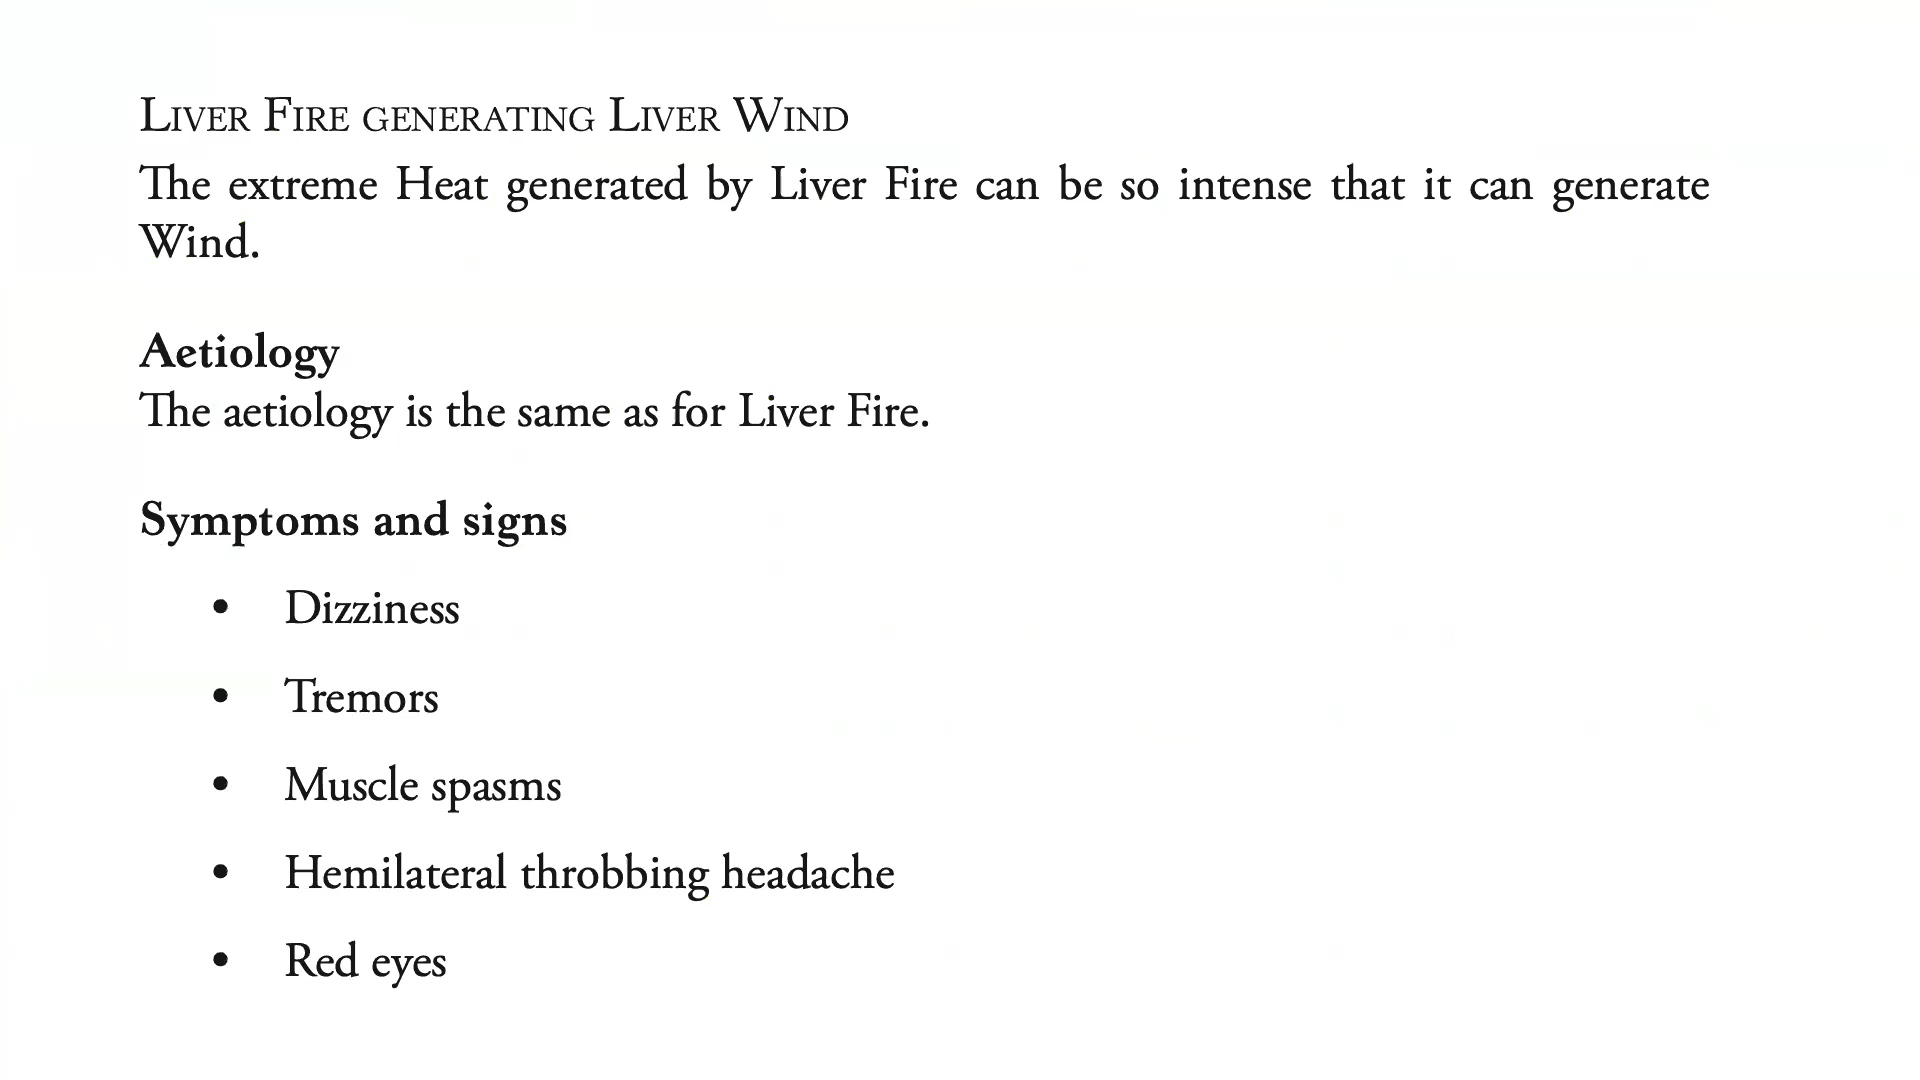 Liver Fire generating Liver Wind
The extreme Heat generated by Liver Fire can be so intense that it can generate
Wind.
Aetiology
The aetiology is the same as for Liver Fire.
Symptoms and signs
• Dizziness
• Tremors
• Muscle spasms
• Hemilateral throbbing headache
• Red eyes